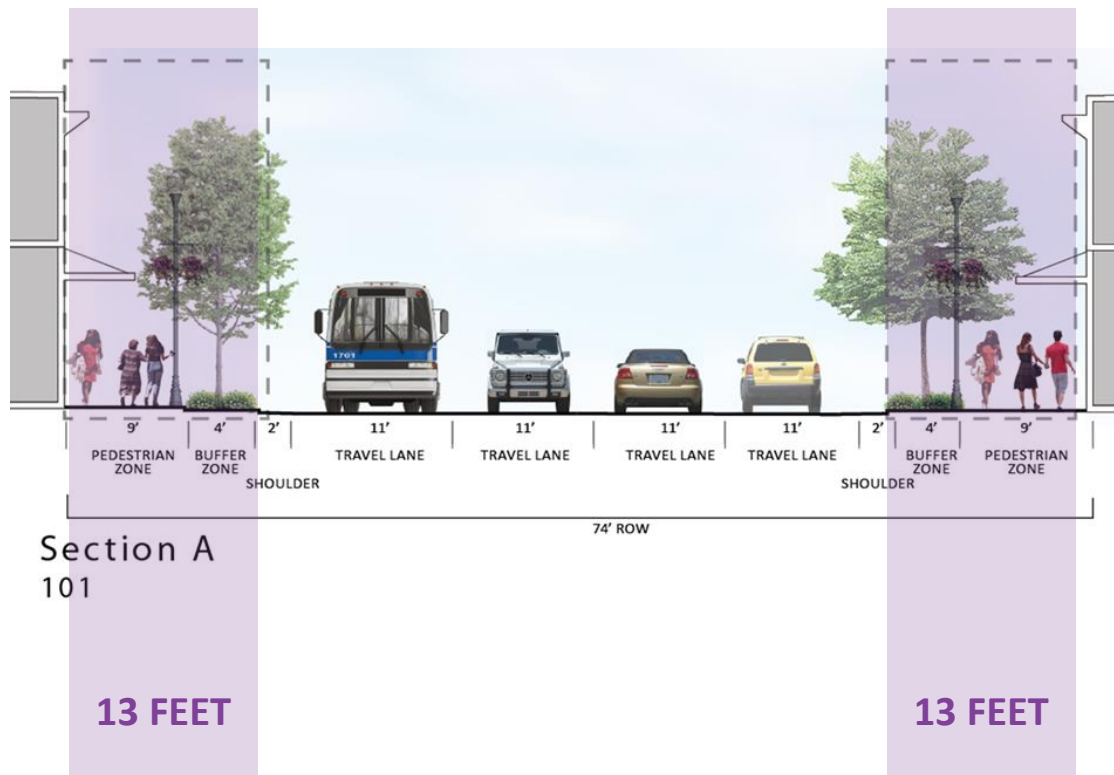 1701
9' 4' 2' 11' 11' 11' 11' 2' 4' 9'
PEDESTRIAN ZONE BUFFER ZONE TRAVEL LANE TRAVEL LANE TRAVEL LANE TRAVEL LANE BUFFER ZONE PEDESTRIAN ZONE
SHOULDER SHOULDER
74' ROW
Section A
101
13 FEET 13 FEET